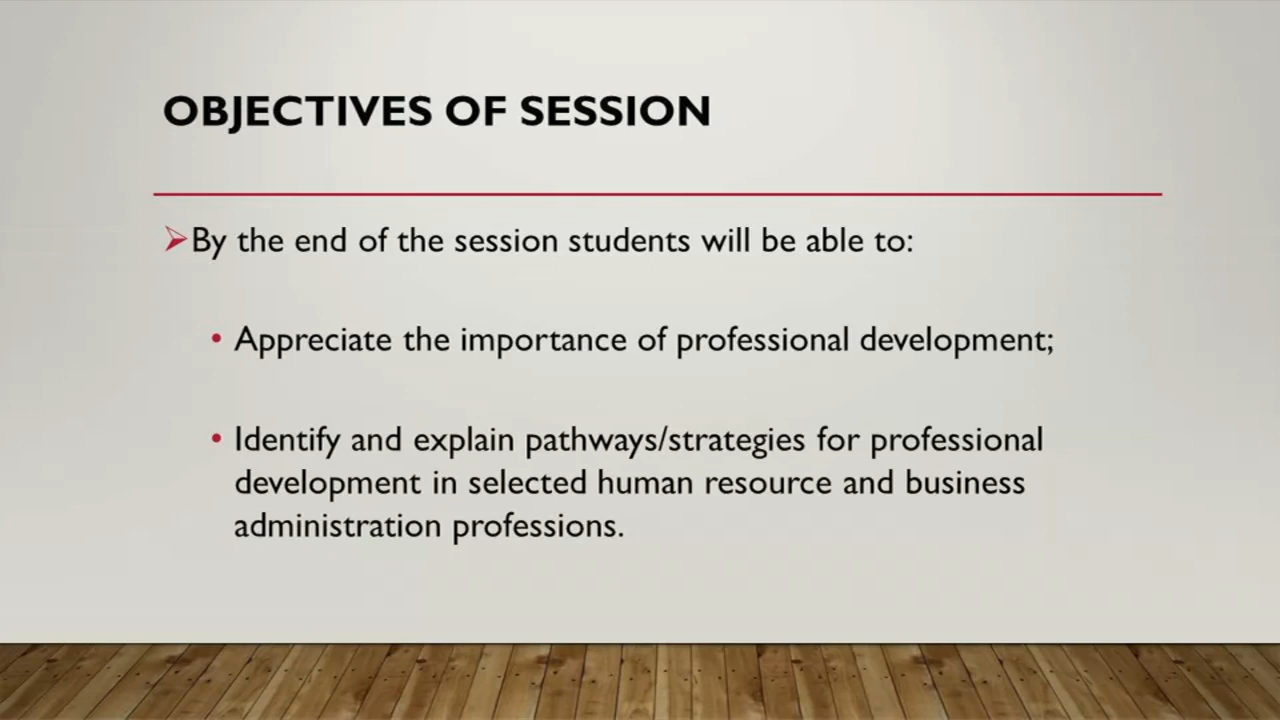 OBJECTIVES OF SESSION
By the end of the session students will be able to:
• Appreciate the importance of professional development;
• Identify and explain pathways/strategies for professional
development in selected human resource and business
administration professions.